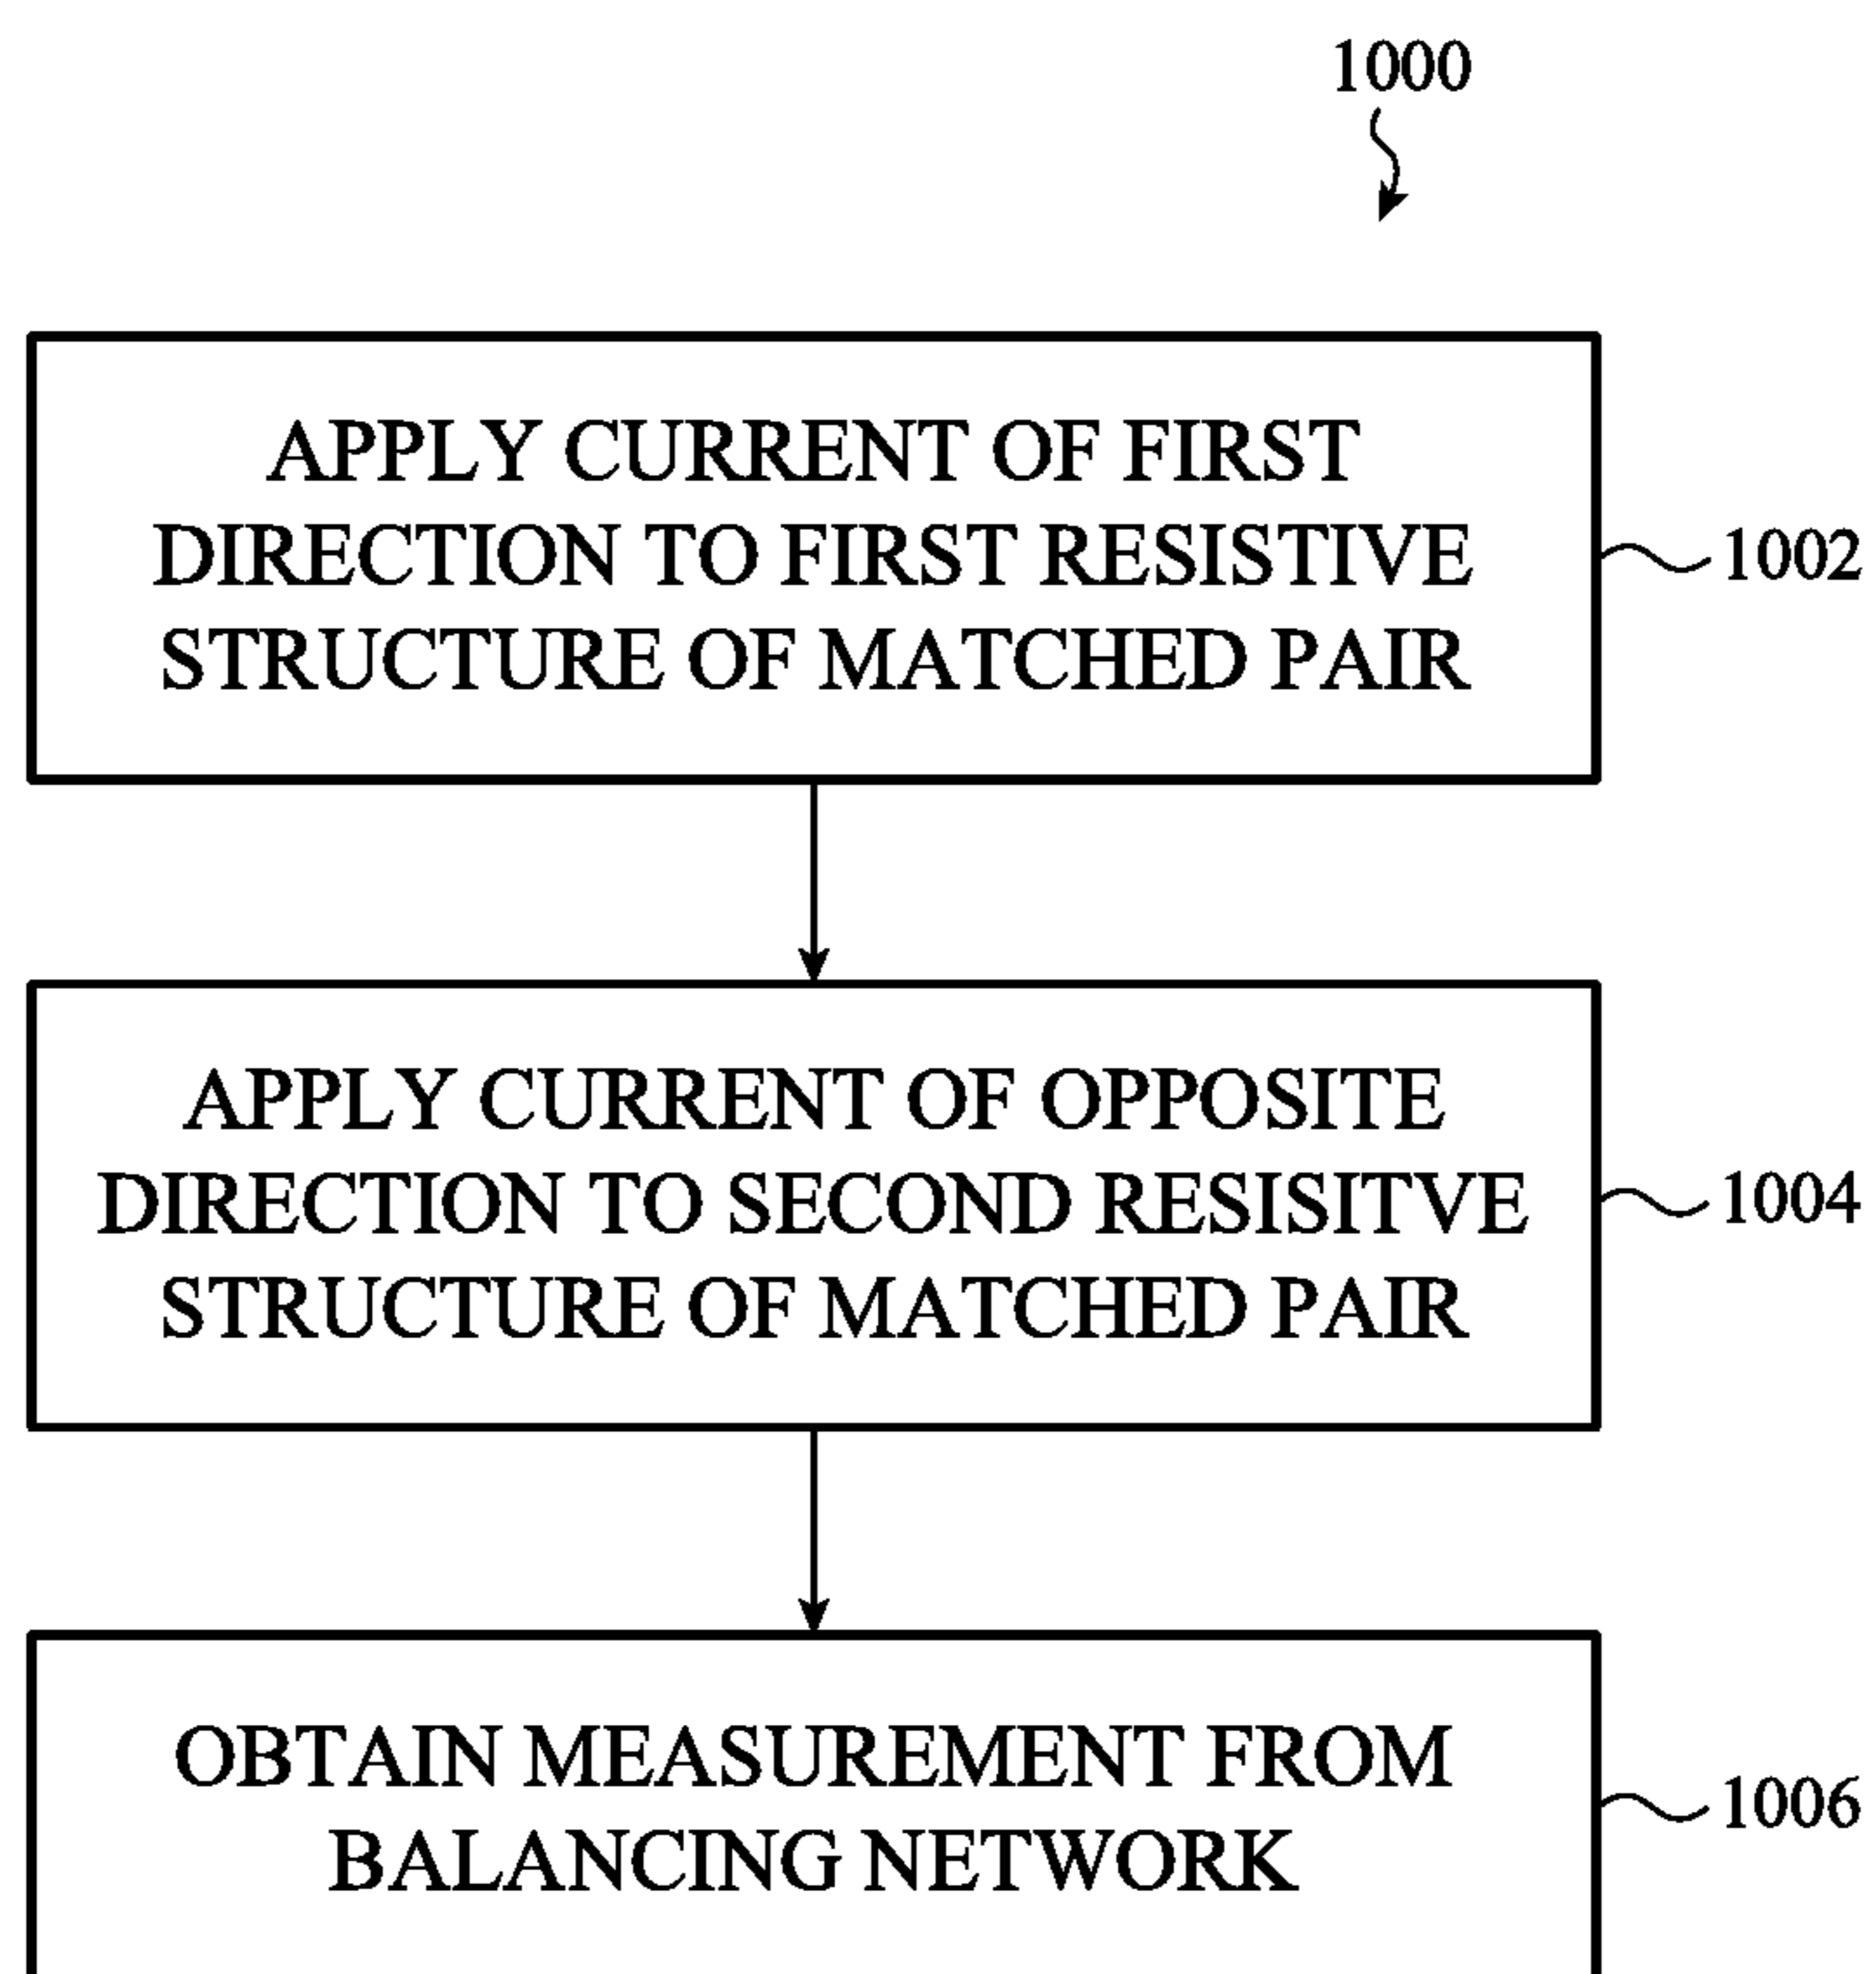 1000
APPLY CURRENT OF FIRST
DIRECTION TO FIRST RESISTIVE
STRUCTURE OF MATCHED PAIR
1002
APPLY CURRENT OF OPPOSITE
DIRECTION TO SECOND RESISITVE
STRUCTURE OF MATCHED PAIR
1004
OBTAIN MEASUREMENT FROM
BALANCING NETWORK
1006